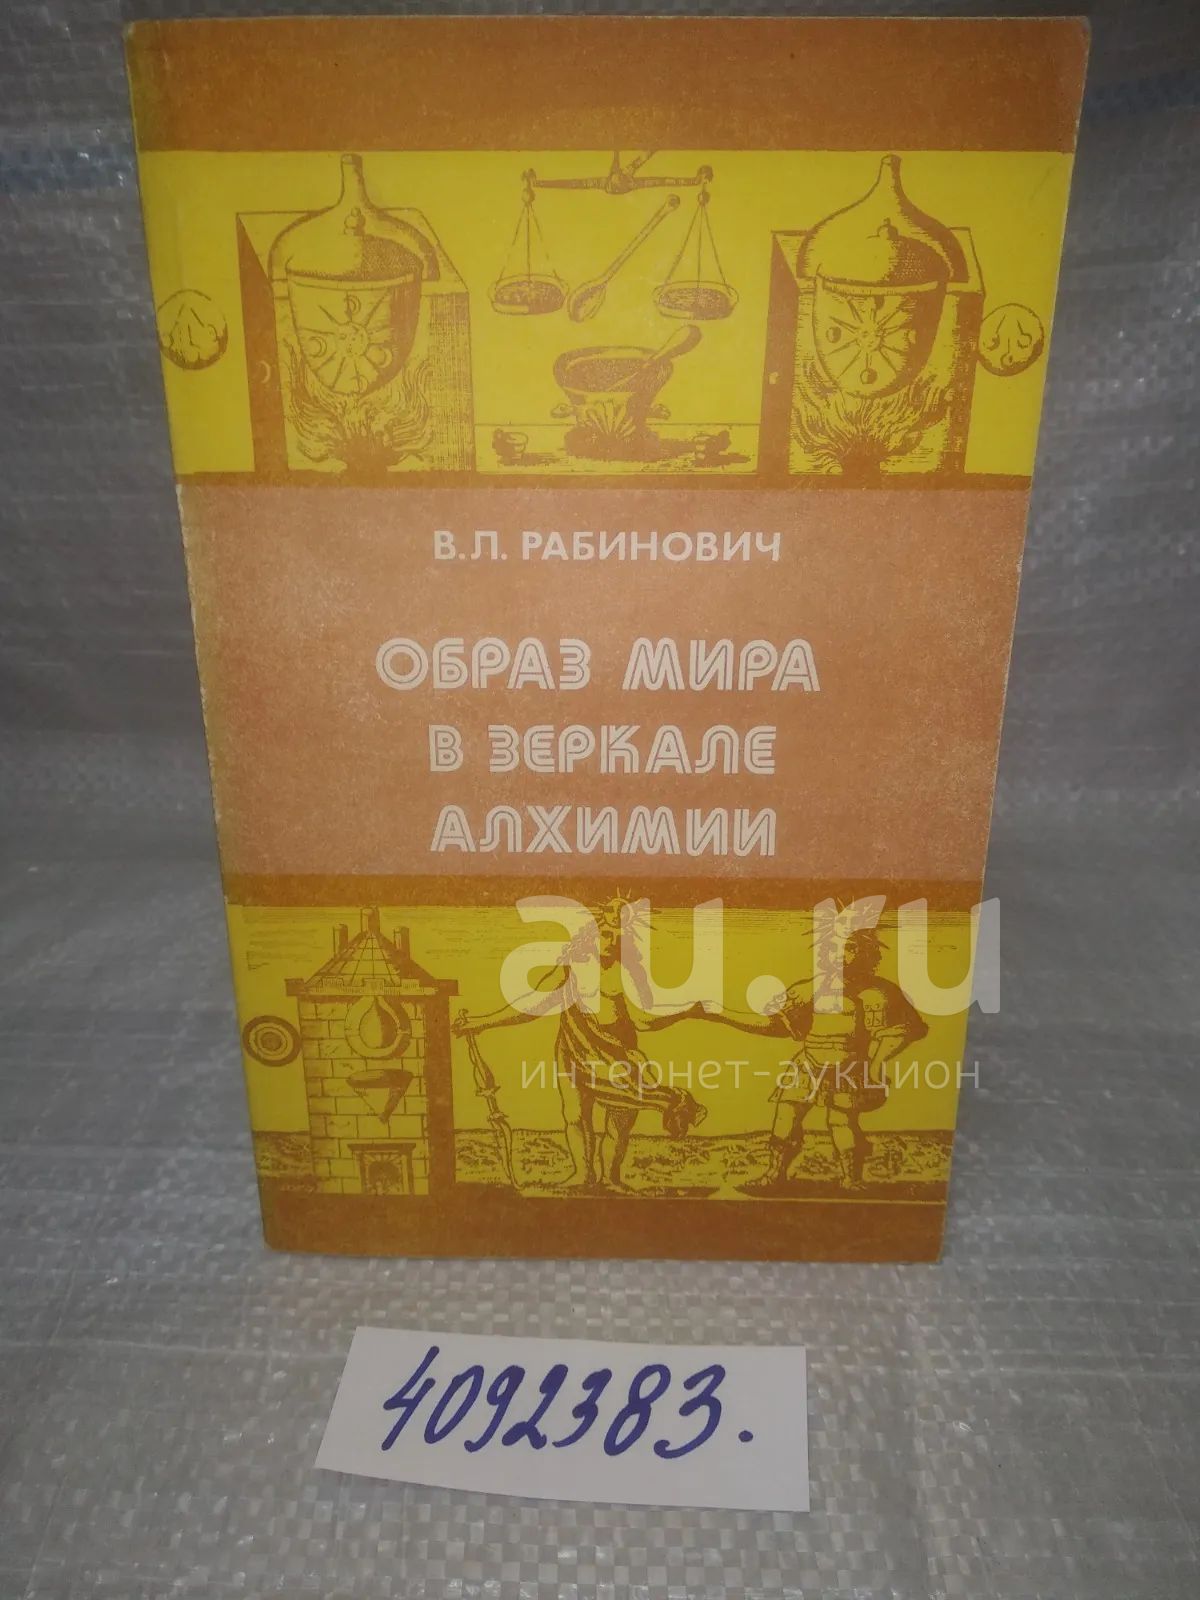 В.Л. РАБИНОВИЧ
ОБРАЗ МИРА
В ЗЕРКАЛЕ
АЛХИМИИ
au.ru
интернет-аукцион
4092383.